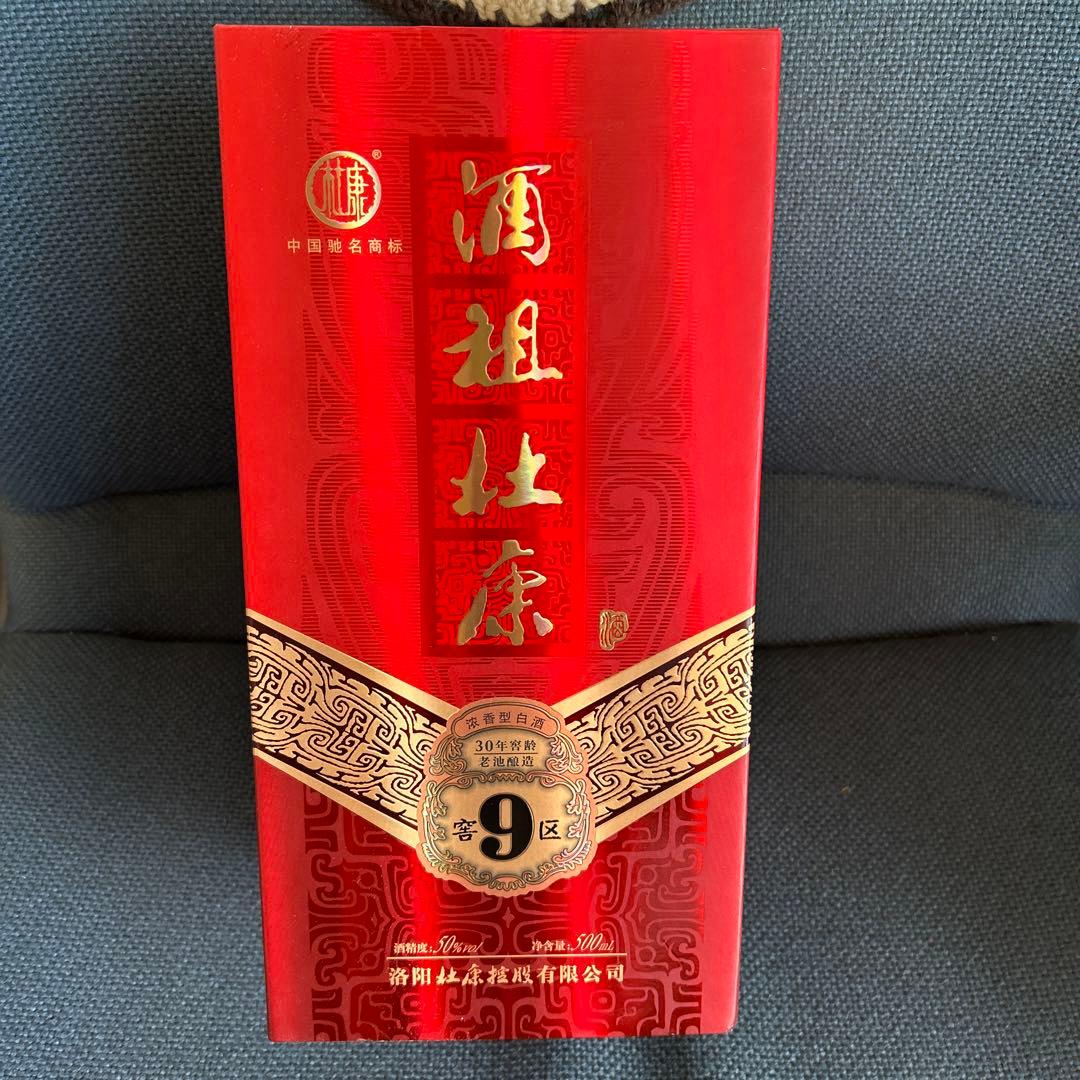 杜康®
中国驰名商标
酒祖杜康
酒
浓香型白酒
30年窖龄
老池酿造
窖9区
酒精度:50%vol 净含量:500mL
洛阳杜康控股有限公司